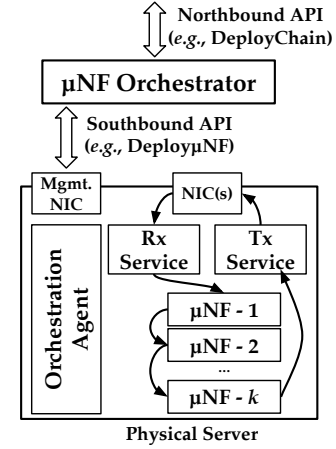 Northbound API
(e.g., DeployChain)
μNF Orchestrator
Southbound API
(e.g., DeployμNF)
Mgmt.
NIC
NIC(s)
Rx
Service
Tx
Service
Orchestration
Agent
μNF - 1
μNF - 2
...
μNF - k
Physical Server